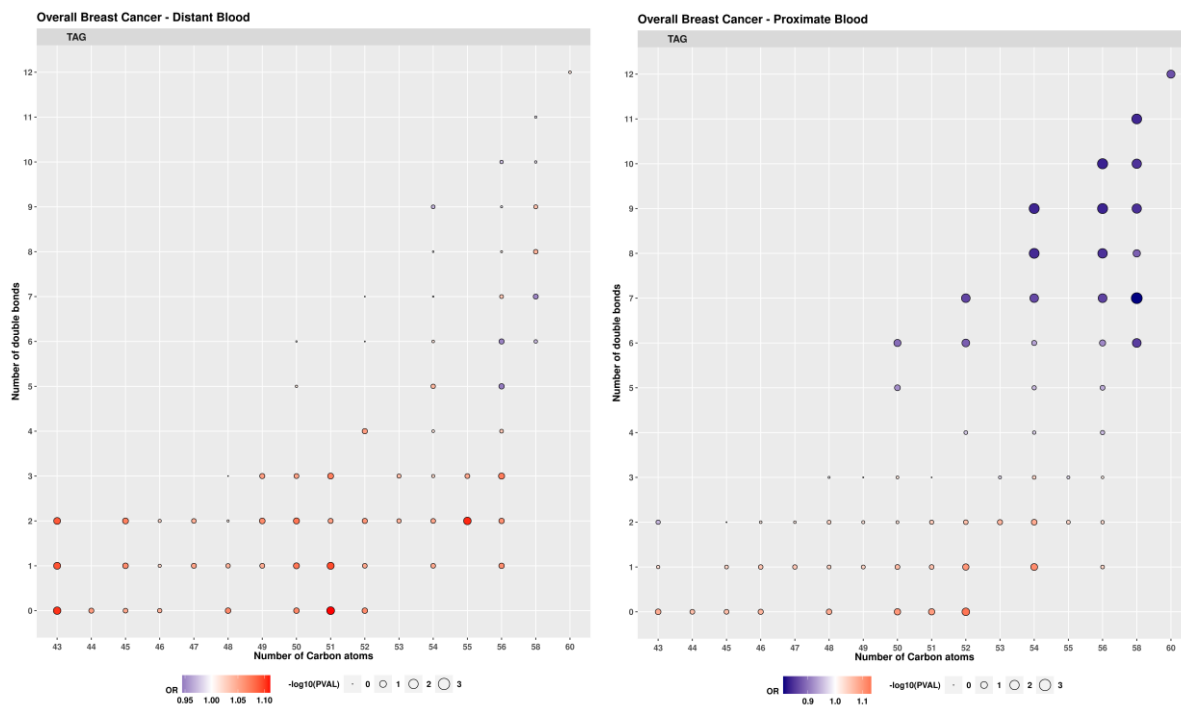 Overall Breast Cancer - Distant Blood
TAG
12
11
10
9
8
7
6
5
4
3
2
1
0
Number of double bonds
43 44 45 46 47 48 49 50 51 52 53 54 55 56 58 60
Number of Carbon atoms
OR
0.95 1.00 1.05 1.10
-log10(PVAL) 0 1 2 3
Overall Breast Cancer - Proximate Blood
TAG
12
11
10
9
8
7
6
5
4
3
2
1
0
Number of double bonds
43 44 45 46 47 48 49 50 51 52 53 54 55 56 58 60
Number of Carbon atoms
OR
0.9 1.0 1.1
-log10(PVAL) 0 1 2 3